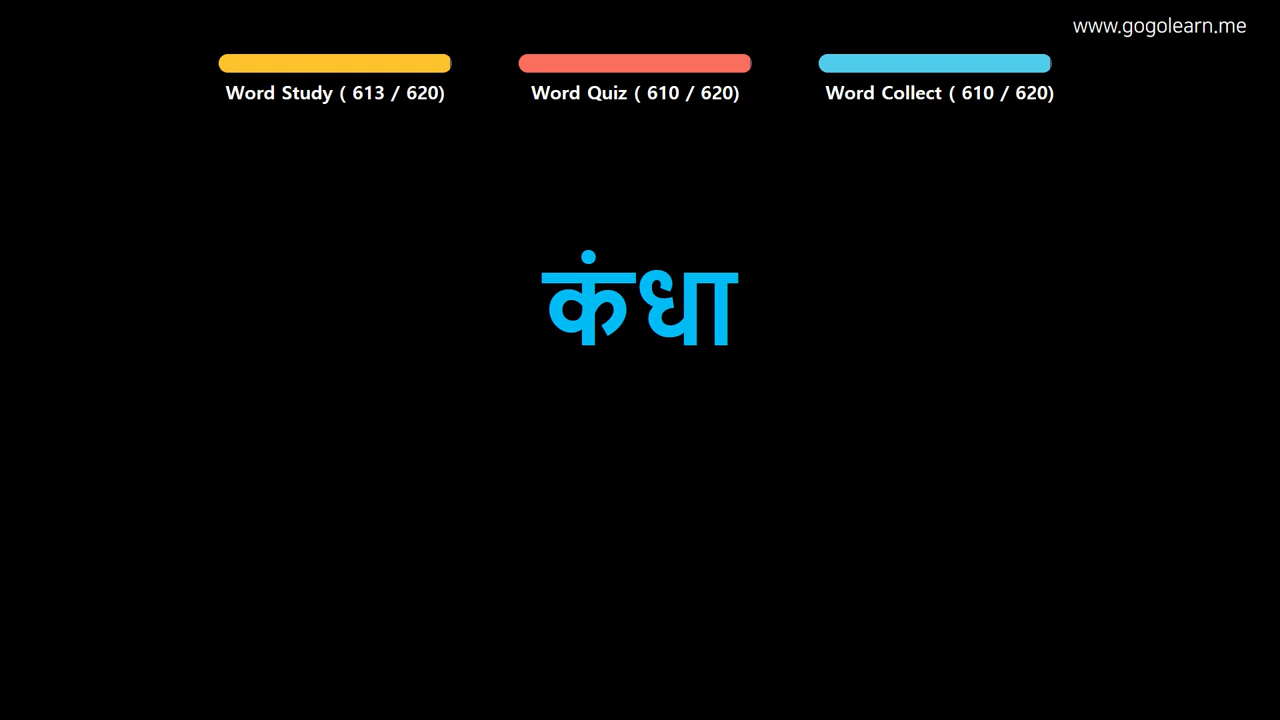 www.gogolearn.me
Word Study ( 613 / 620)
Word Quiz ( 610 / 620)
Word Collect ( 610 / 620)
कंधा